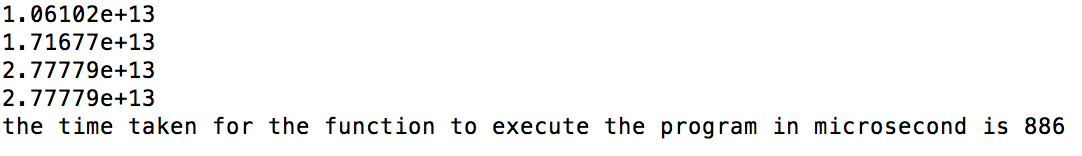 1.06102e+13
1.71677e+13
2.77779e+13
2.77779e+13
the time taken for the function to execute the program in microsecond is 886